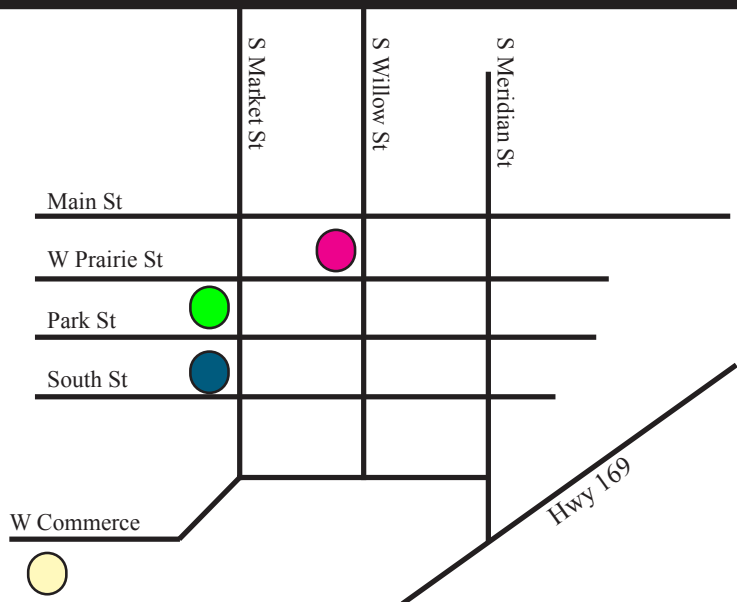 S Market St
S Willow St
S Meridian St
Main St
W Prairie St
Park St
South St
W Commerce
Hwy 169